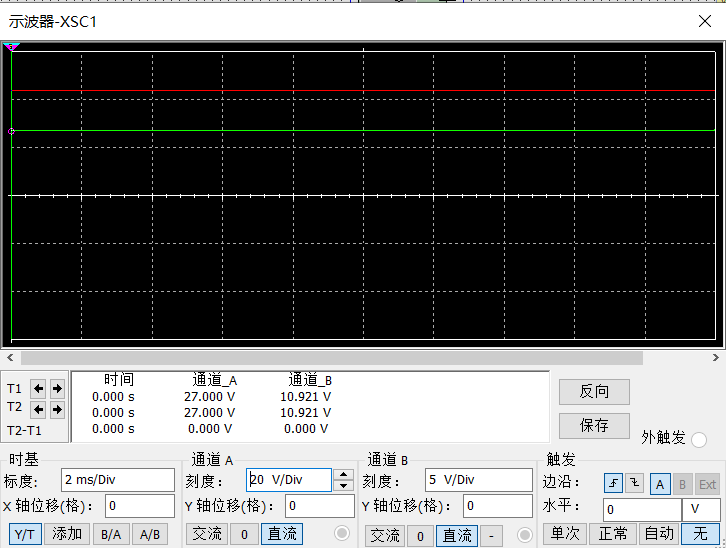 示波器-XSC1
时间 通道_A 通道_B
T1 0.000 s 27.000 V 10.921 V
T2 0.000 s 27.000 V 10.921 V
T2-T1 0.000 s 0.000 V 0.000 V
反向
保存
外触发
时基
标度: 2 ms/Div
X 轴位移(格): 0
Y/T 添加 B/A A/B
通道 A
刻度: 20 V/Div
Y 轴位移(格): 0
交流 0 直流
通道 B
刻度: 5 V/Div
Y 轴位移(格): 0
交流 0 直流 -
触发
边沿: A B Ext
水平: 0 V
单次 正常 自动 无